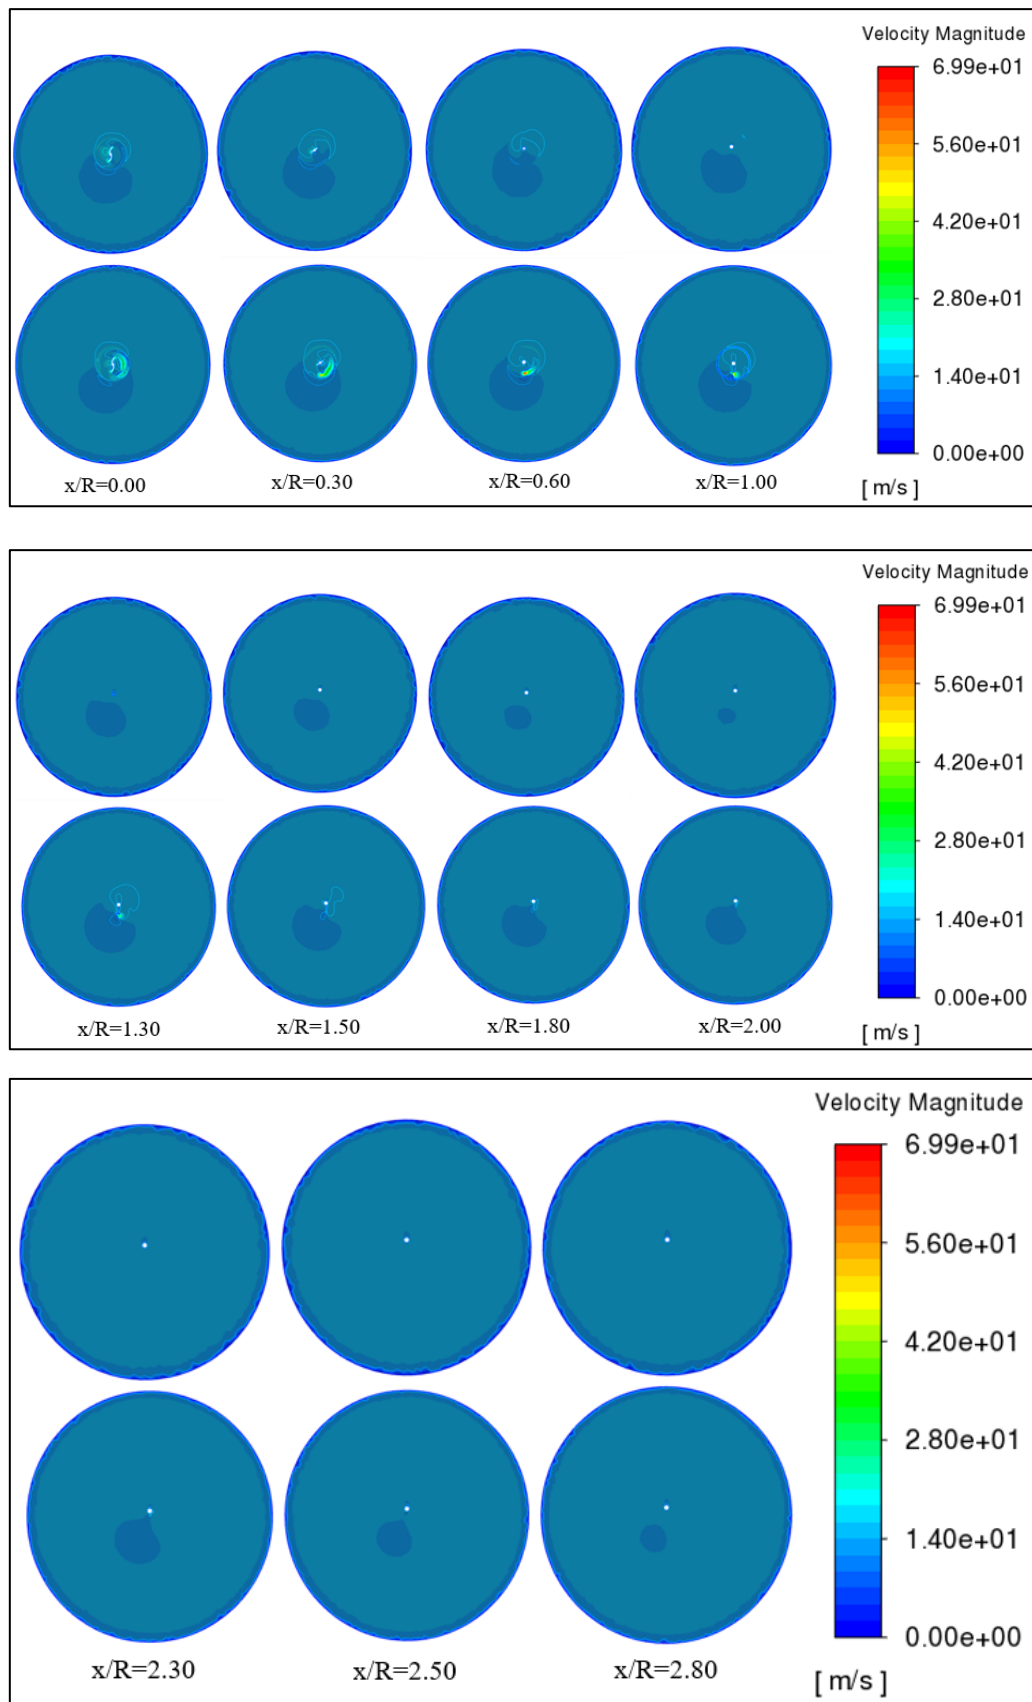 Velocity Magnitude
6.99e+01
5.60e+01
4.20e+01
2.80e+01
1.40e+01
0.00e+00
[ m/s ]
x/R=0.00 x/R=0.30 x/R=0.60 x/R=1.00
Velocity Magnitude
6.99e+01
5.60e+01
4.20e+01
2.80e+01
1.40e+01
0.00e+00
[ m/s ]
x/R=1.30 x/R=1.50 x/R=1.80 x/R=2.00
Velocity Magnitude
6.99e+01
5.60e+01
4.20e+01
2.80e+01
1.40e+01
0.00e+00
[ m/s ]
x/R=2.30 x/R=2.50 x/R=2.80